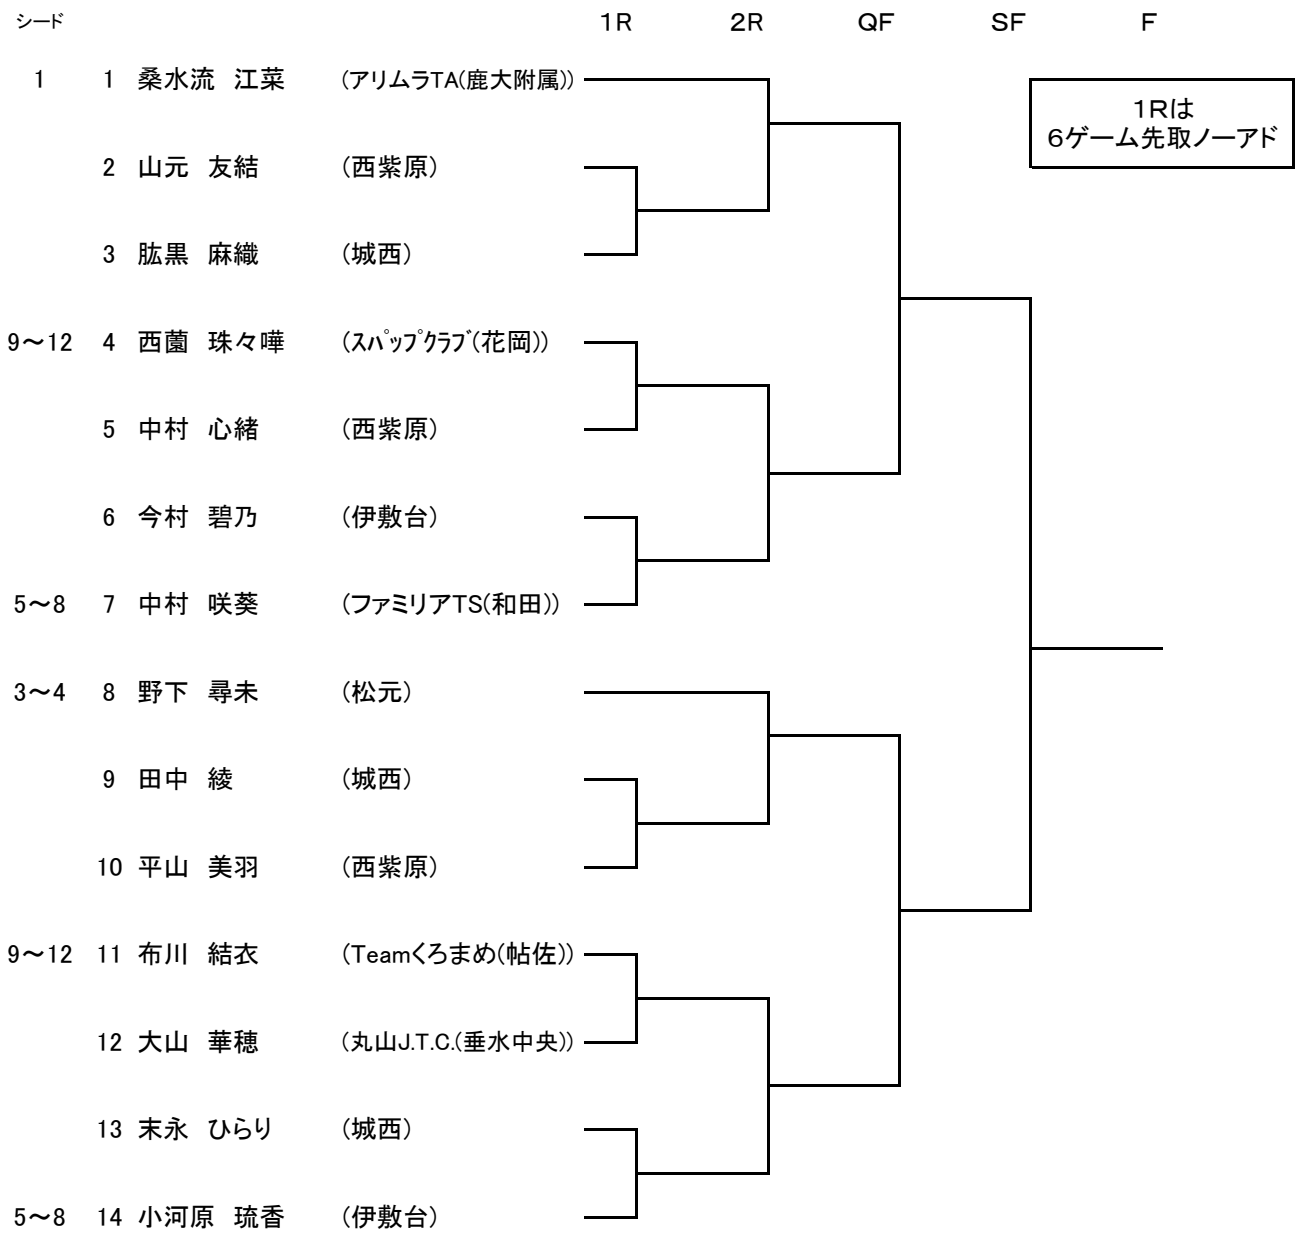 シード 1R 2R QF SF F
1 1 桑水流 江菜 (アリムラTA(鹿大附属))
1Rは
6ゲーム先取ノーアド
2 山元 友結 (西紫原)
3 肱黒 麻織 (城西)
9～12 4 西薗 珠々嘩 (ｽﾊﾟｯﾌﾟｸﾗﾌﾞ(花岡))
5 中村 心緒 (西紫原)
6 今村 碧乃 (伊敷台)
5～8 7 中村 咲葵 (ファミリアTS(和田))
3～4 8 野下 尋未 (松元)
9 田中 綾 (城西)
10 平山 美羽 (西紫原)
9～12 11 布川 結衣 (Teamくろまめ(帖佐))
12 大山 華穂 (丸山J.T.C.(垂水中央))
13 末永 ひらり (城西)
5～8 14 小河原 琉香 (伊敷台)